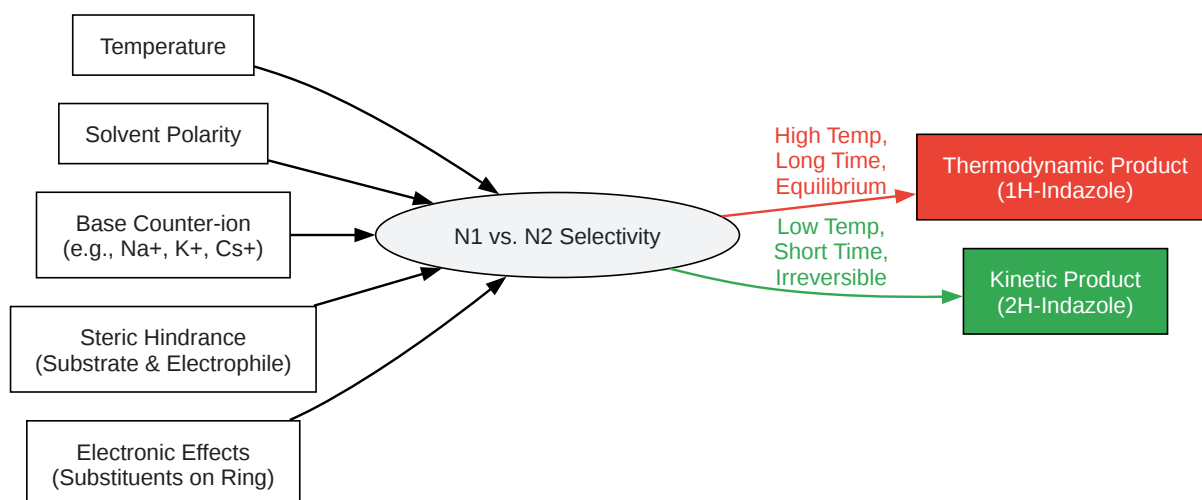 Temperature
Solvent Polarity
Base Counter-ion
(e.g., Na+, K+, Cs+)
Steric Hindrance
(Substrate & Electrophile)
Electronic Effects
(Substituents on Ring)
N1 vs. N2 Selectivity
High Temp,
Long Time,
Equilibrium
Low Temp,
Short Time,
Irreversible
Thermodynamic Product
(1H-Indazole)
Kinetic Product
(2H-Indazole)